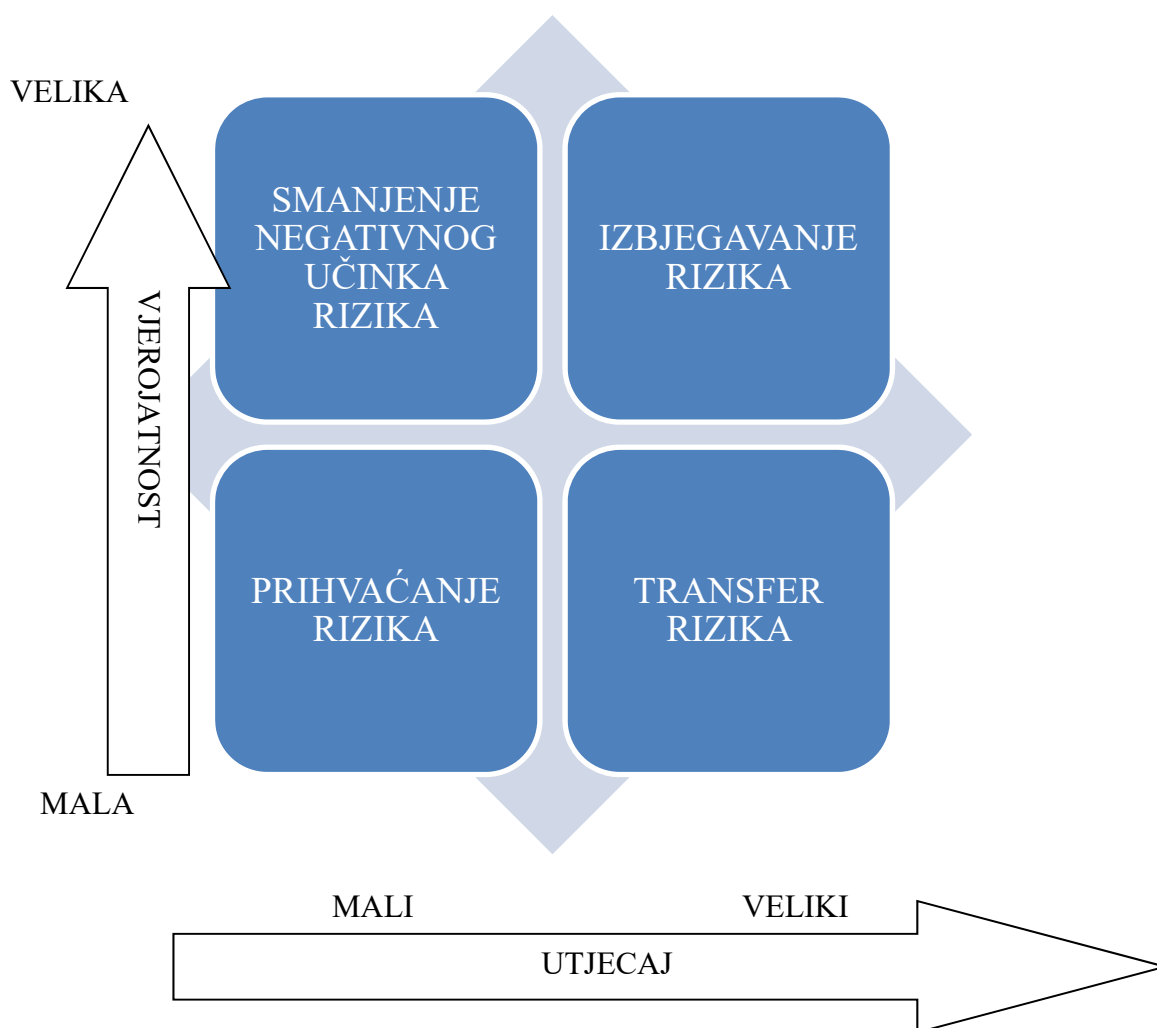 VELIKA
SMANJENJE
NEGATIVNOG
UČINKA
RIZIKA
IZBJEGAVANJE
RIZIKA
VJEROJATNOST
PRIHVAĆANJE
RIZIKA
TRANSFER
RIZIKA
MALA
MALI
VELIKI
UTJECAJ